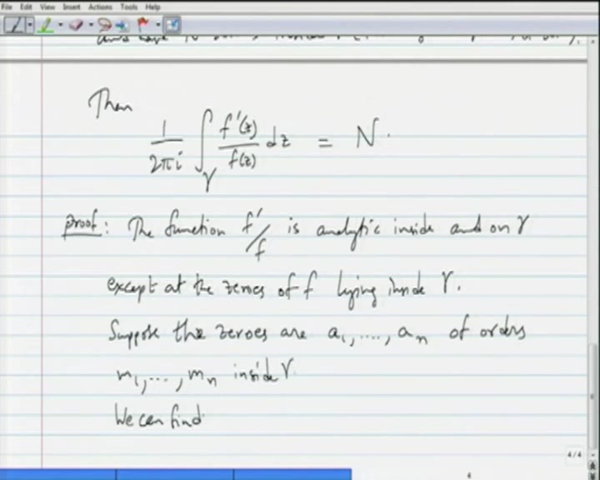 File Edit View Insert Actions Tools Help
Then
1/2πi ∫γ f'(z)/f(z) dz = N.
proof: The function f'/f is analytic inside and on γ
except at the zeroes of f lying inside γ.
Suppose the zeroes are a1, ...., an of orders
m1, ..., mn inside γ.
We can find
4/4
4